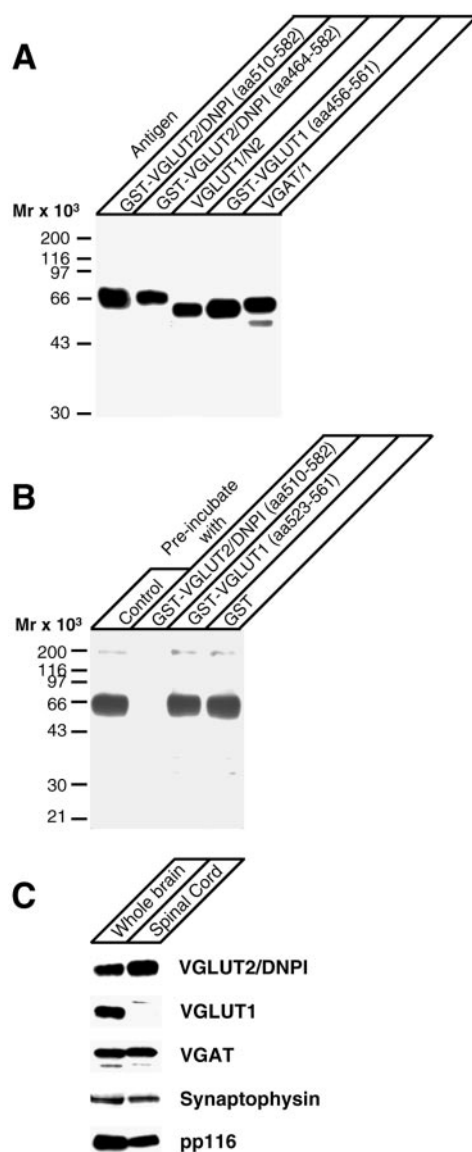 A
Antigen
GST-VGLUT2/DNPI (aa510-582)
GST-VGLUT2/DNPI (aa464-582)
VGLUT1/N2
GST-VGLUT1 (aa456-561)
VGAT/1
Mr x 10³
200
116
97
66
43
30
B
Pre-incubate
with
Control
GST-VGLUT2/DNPI (aa510-582)
GST-VGLUT1 (aa523-561)
GST
Mr x 10³
200
116
97
66
43
30
21
C
Whole brain
Spinal Cord
VGLUT2/DNPI
VGLUT1
VGAT
Synaptophysin
pp116